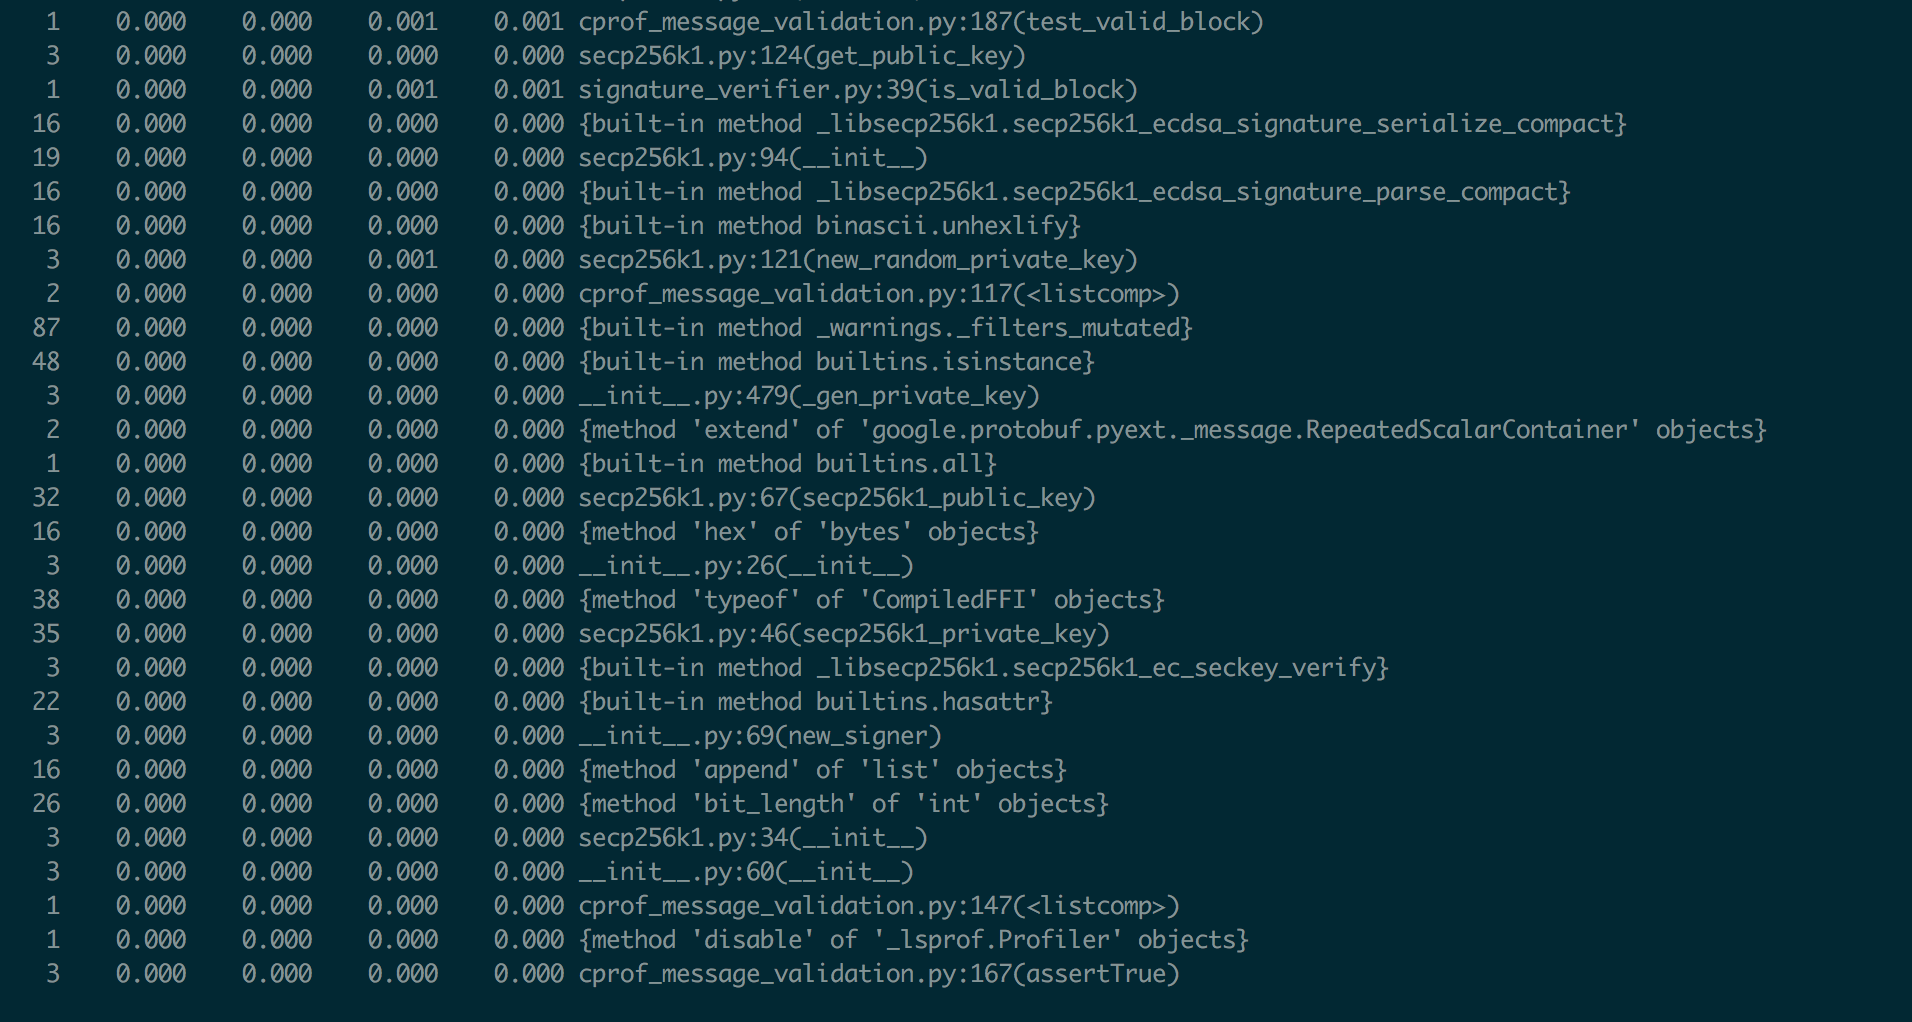 1 0.000 0.000 0.001 0.001 cprof_message_validation.py:187(test_valid_block)
3 0.000 0.000 0.000 0.000 secp256k1.py:124(get_public_key)
1 0.000 0.000 0.001 0.001 signature_verifier.py:39(is_valid_block)
16 0.000 0.000 0.000 0.000 {built-in method _libsecp256k1.secp256k1_ecdsa_signature_serialize_compact}
19 0.000 0.000 0.000 0.000 secp256k1.py:94(__init__)
16 0.000 0.000 0.000 0.000 {built-in method _libsecp256k1.secp256k1_ecdsa_signature_parse_compact}
16 0.000 0.000 0.000 0.000 {built-in method binascii.unhexlify}
3 0.000 0.000 0.001 0.000 secp256k1.py:121(new_random_private_key)
2 0.000 0.000 0.000 0.000 cprof_message_validation.py:117(<listcomp>)
87 0.000 0.000 0.000 0.000 {built-in method _warnings._filters_mutated}
48 0.000 0.000 0.000 0.000 {built-in method builtins.isinstance}
3 0.000 0.000 0.000 0.000 __init__.py:479(_gen_private_key)
2 0.000 0.000 0.000 0.000 {method 'extend' of 'google.protobuf.pyext._message.RepeatedScalarContainer' objects}
1 0.000 0.000 0.000 0.000 {built-in method builtins.all}
32 0.000 0.000 0.000 0.000 secp256k1.py:67(secp256k1_public_key)
16 0.000 0.000 0.000 0.000 {method 'hex' of 'bytes' objects}
3 0.000 0.000 0.000 0.000 __init__.py:26(__init__)
38 0.000 0.000 0.000 0.000 {method 'typeof' of 'CompiledFFI' objects}
35 0.000 0.000 0.000 0.000 secp256k1.py:46(secp256k1_private_key)
3 0.000 0.000 0.000 0.000 {built-in method _libsecp256k1.secp256k1_ec_seckey_verify}
22 0.000 0.000 0.000 0.000 {built-in method builtins.hasattr}
3 0.000 0.000 0.000 0.000 __init__.py:69(new_signer)
16 0.000 0.000 0.000 0.000 {method 'append' of 'list' objects}
26 0.000 0.000 0.000 0.000 {method 'bit_length' of 'int' objects}
3 0.000 0.000 0.000 0.000 secp256k1.py:34(__init__)
3 0.000 0.000 0.000 0.000 __init__.py:60(__init__)
1 0.000 0.000 0.000 0.000 cprof_message_validation.py:147(<listcomp>)
1 0.000 0.000 0.000 0.000 {method 'disable' of '_lsprof.Profiler' objects}
3 0.000 0.000 0.000 0.000 cprof_message_validation.py:167(assertTrue)